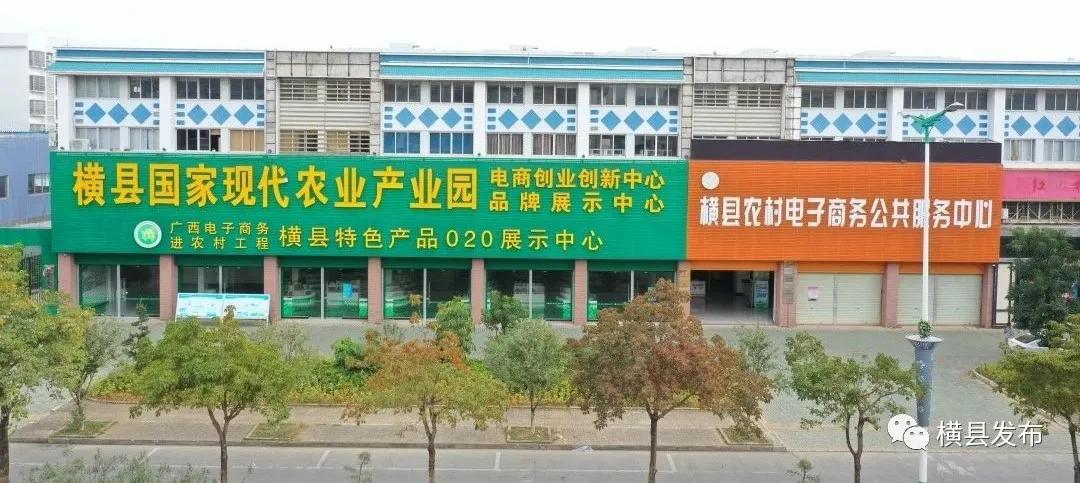 横县国家现代农业产业园
电商创业创新中心
品牌展示中心
广西电子商务
进农村工程
横县特色产品O2O展示中心
横县农村电子商务公共服务中心
红
横县发布